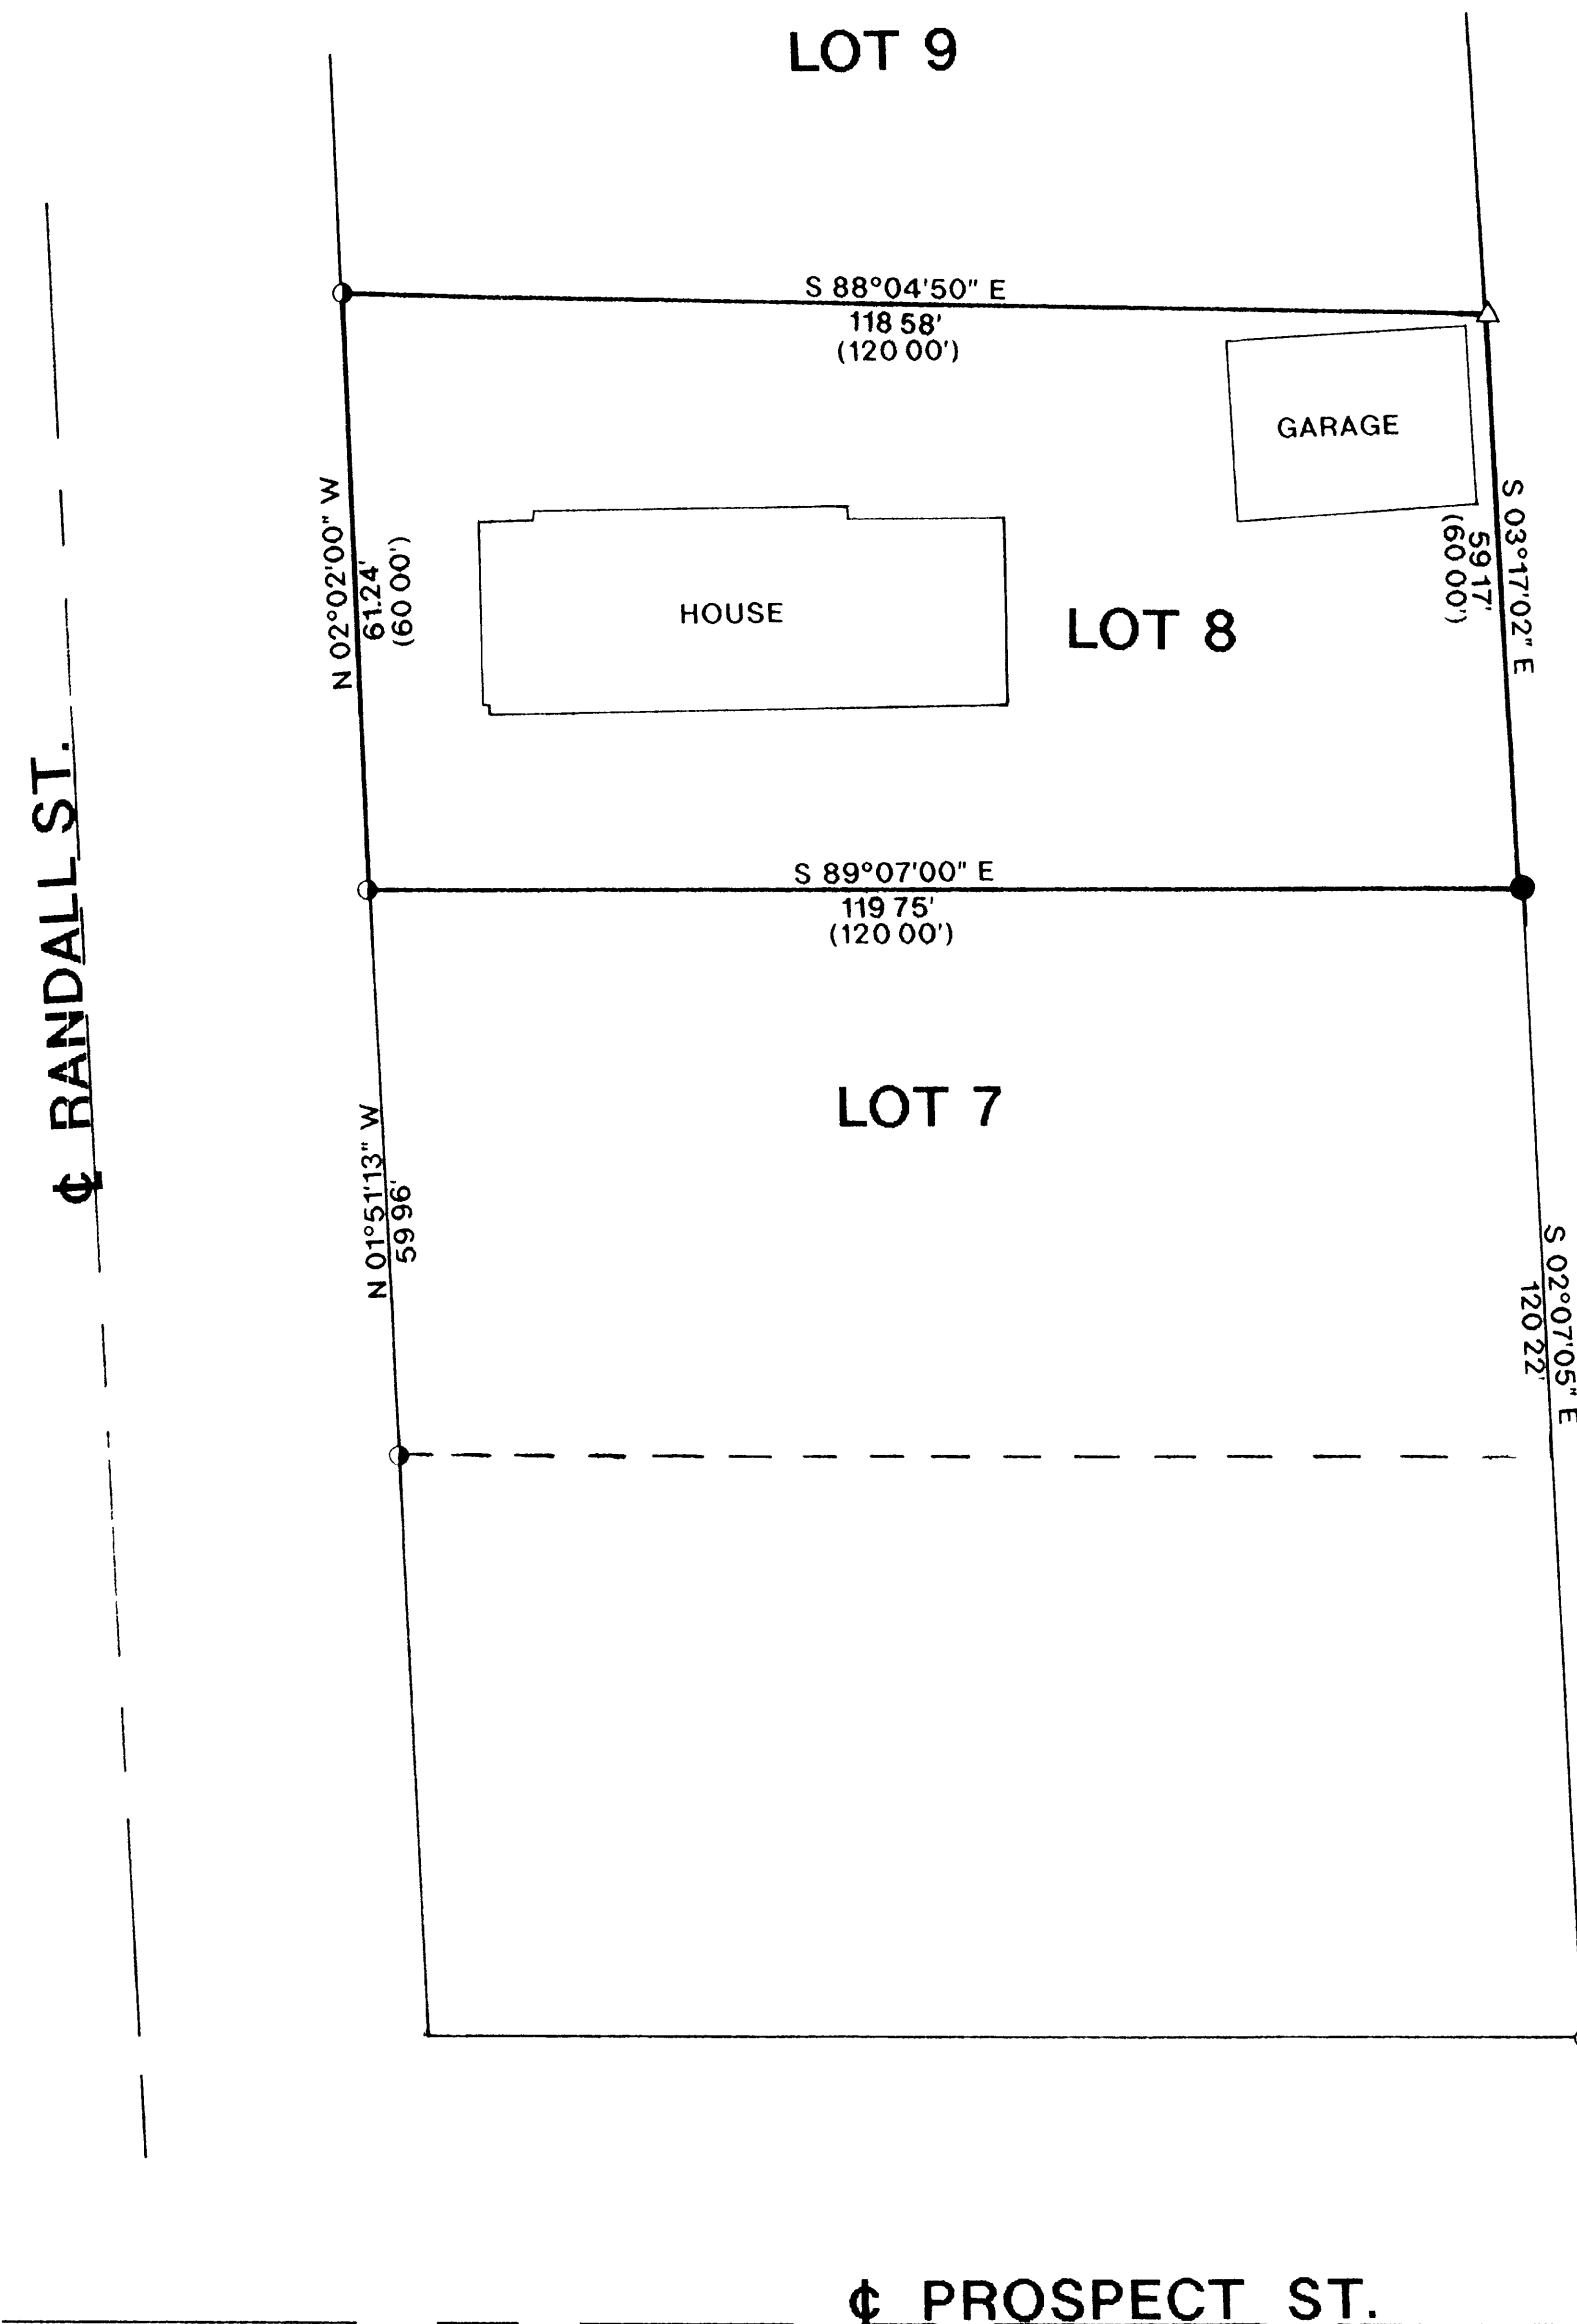 LOT 9
S 88°04'50" E
118 58'
(120 00')
GARAGE
N 02°02'00" W
61.24'
(60 00')
S 03°17'02" E
59 17'
(60 00')
HOUSE
LOT 8
℄ RANDALL ST.
S 89°07'00" E
119 75'
(120 00')
LOT 7
N 01°51'13" W
59 96'
S 02°07'05" E
120 22'
℄ PROSPECT ST.